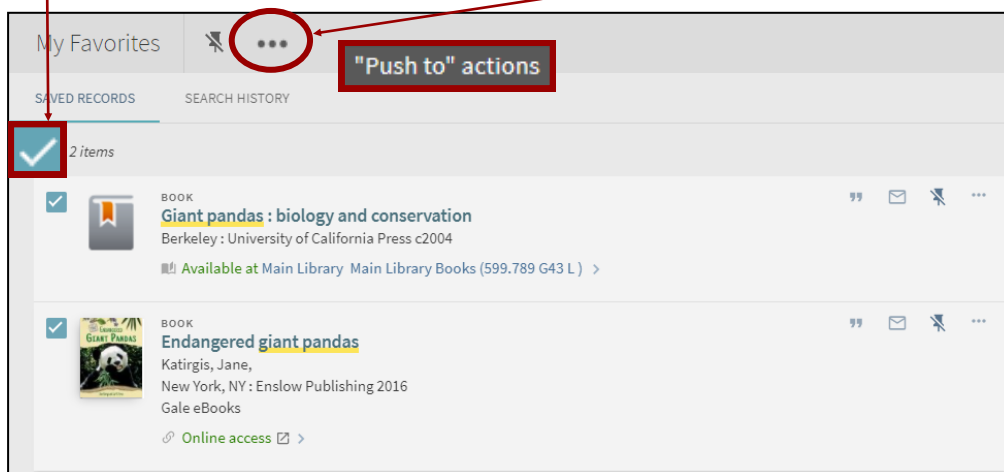 My Favorites
"Push to" actions
SAVED RECORDS SEARCH HISTORY
2 items
BOOK
Giant pandas : biology and conservation
Berkeley : University of California Press c2004
Available at Main Library Main Library Books (599.789 G43 L ) >
BOOK
Endangered giant pandas
Katirgis, Jane,
New York, NY : Enslow Publishing 2016
Gale eBooks
Online access >
GIANT PANDAS